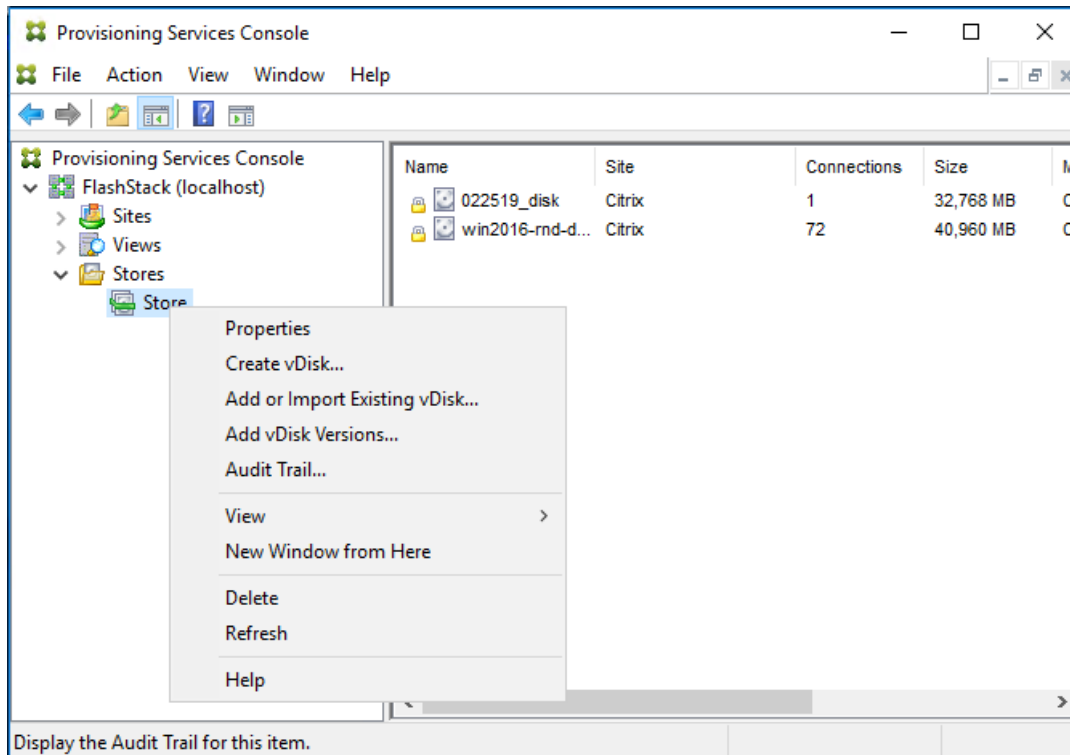 Provisioning Services Console
File Action View Window Help
Provisioning Services Console
FlashStack (localhost)
Sites
Views
Stores
Store
Name Site Connections Size
022519_disk Citrix 1 32,768 MB
win2016-rnd-d... Citrix 72 40,960 MB
Properties
Create vDisk...
Add or Import Existing vDisk...
Add vDisk Versions...
Audit Trail...
View
New Window from Here
Delete
Refresh
Help
Display the Audit Trail for this item.